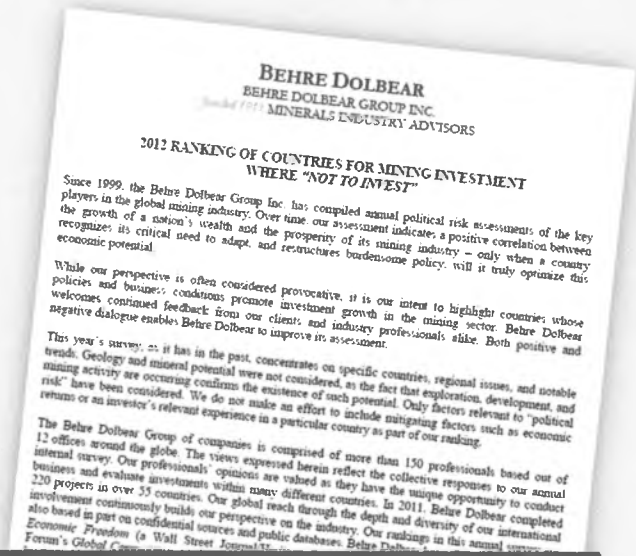 BEHRE DOLBEAR
BEHRE DOLBEAR GROUP INC.
founded 1911 MINERALS INDUSTRY ADVISORS
2012 RANKING OF COUNTRIES FOR MINING INVESTMENT
WHERE "NOT TO INVEST"
Since 1999, the Behre Dolbear Group Inc. has compiled annual political risk assessments of the key
players in the global mining industry. Over time, our assessment indicates a positive correlation between
the growth of a nation's wealth and the prosperity of its mining industry – only when a country
recognizes its critical need to adapt, and restructures burdensome policy, will it truly optimize this
economic potential.
While our perspective is often considered provocative, it is our intent to highlight countries whose
policies and business conditions promote investment growth in the mining sector. Behre Dolbear
welcomes continued feedback from our clients and industry professionals alike. Both positive and
negative dialogue enables Behre Dolbear to improve its assessment.
This year's survey, as it has in the past, concentrates on specific countries, regional issues, and notable
trends. Geology and mineral potential were not considered, as the fact that exploration, development, and
mining activity are occurring confirms the existence of such potential. Only factors relevant to "political
risk" have been considered. We do not make an effort to include mitigating factors such as economic
returns or an investor's relevant experience in a particular country as part of our ranking.
The Behre Dolbear Group of companies is comprised of more than 150 professionals based out of
12 offices around the globe. The views expressed herein reflect the collective responses to our annual
internal survey. Our professionals' opinions are valued as they have the unique opportunity to conduct
business and evaluate investments within many different countries. In 2011, Behre Dolbear completed
220 projects in over 55 countries. Our global reach through the depth and diversity of our international
involvement continuously builds our perspective on the industry. Our rankings in this annual
also based in part on confidential sources and public databases. Behre
Economic Freedom (a Wall Street Journal
Forum's Global